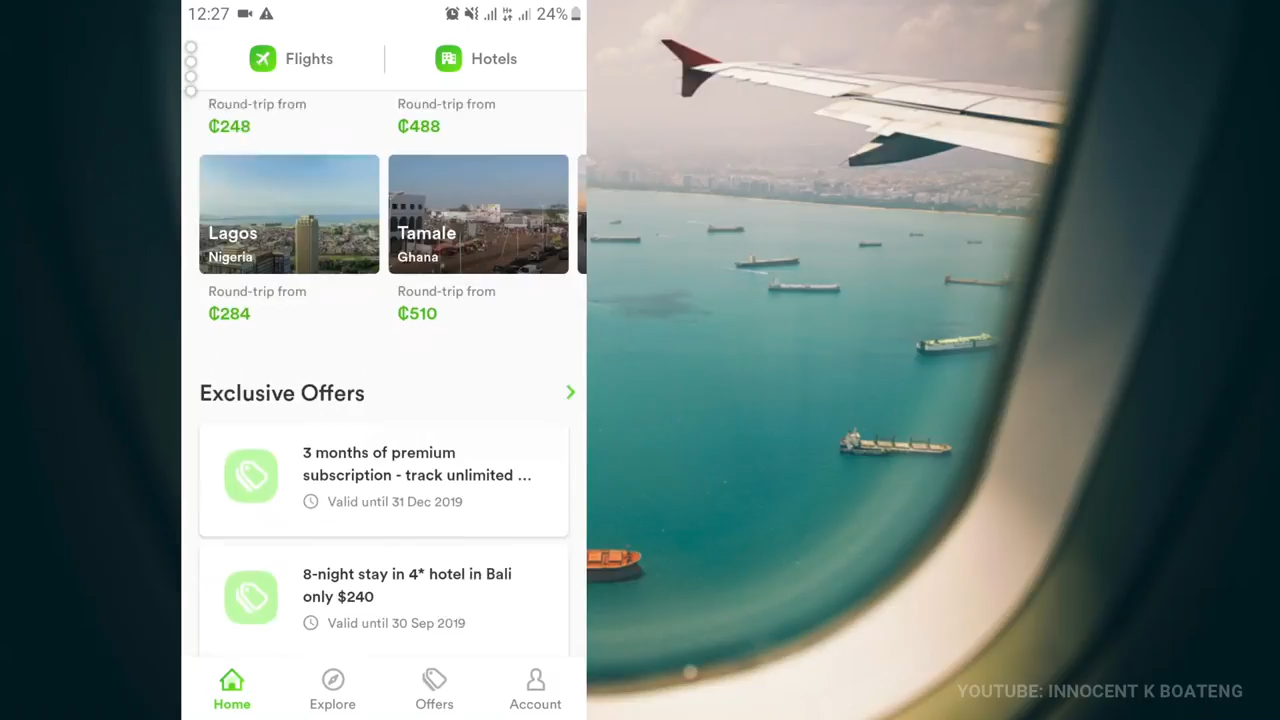 12:27
24%
Flights
Hotels
Round-trip from
Round-trip from
₵248
₵488
Lagos
Nigeria
Tamale
Ghana
Round-trip from
Round-trip from
₵284
₵510
Exclusive Offers
3 months of premium
subscription - track unlimited ...
Valid until 31 Dec 2019
8-night stay in 4* hotel in Bali
only $240
Valid until 30 Sep 2019
Home
Explore
Offers
Account
YOUTUBE: INNOCENT K BOATENG